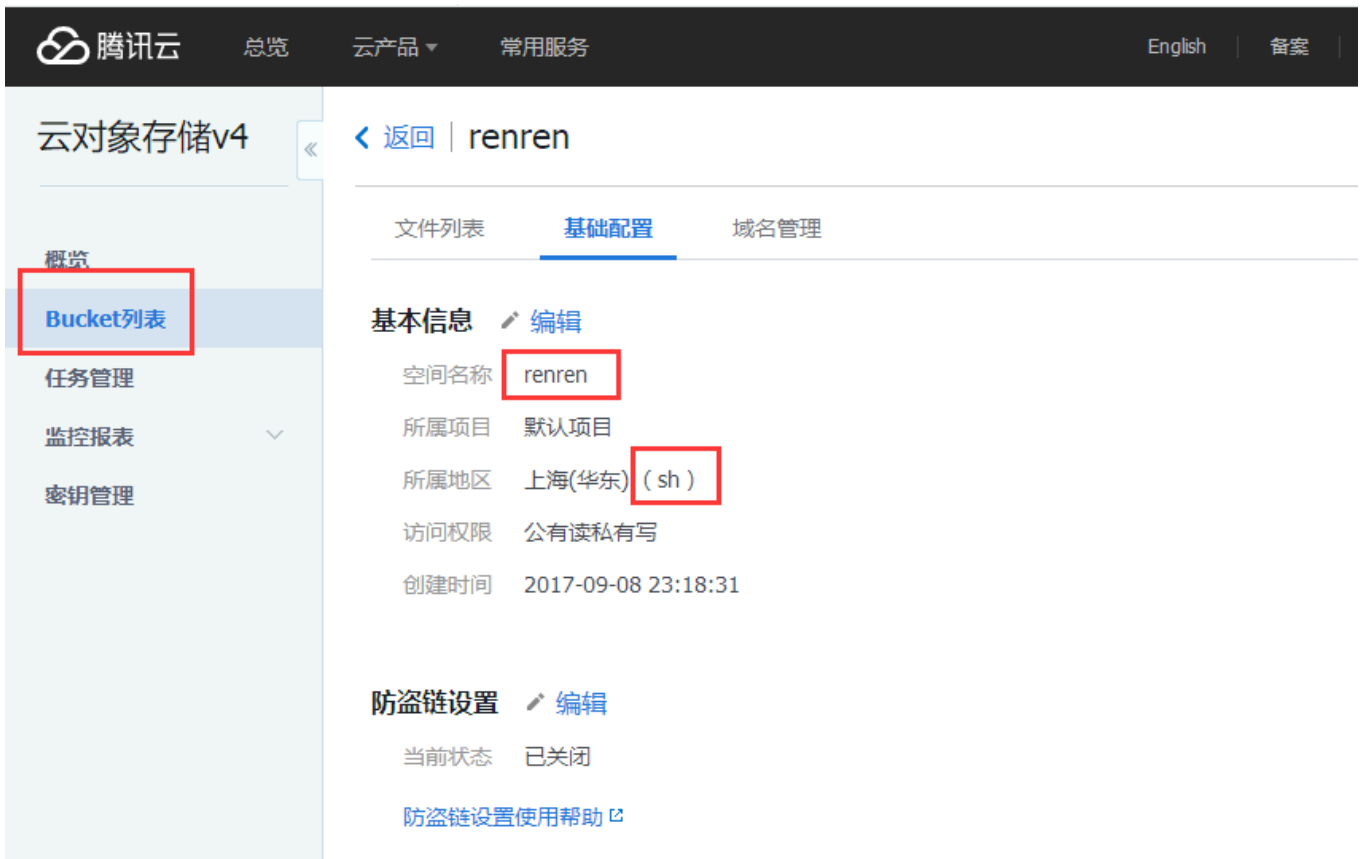 腾讯云 总览 云产品 常用服务 English 备案
云对象存储v4
返回 renren
文件列表 基础配置 域名管理
概览
Bucket列表
任务管理
监控报表
密钥管理
基本信息 编辑
空间名称 renren
所属项目 默认项目
所属地区 上海(华东) ( sh )
访问权限 公有读私有写
创建时间 2017-09-08 23:18:31
防盗链设置 编辑
当前状态 已关闭
防盗链设置使用帮助